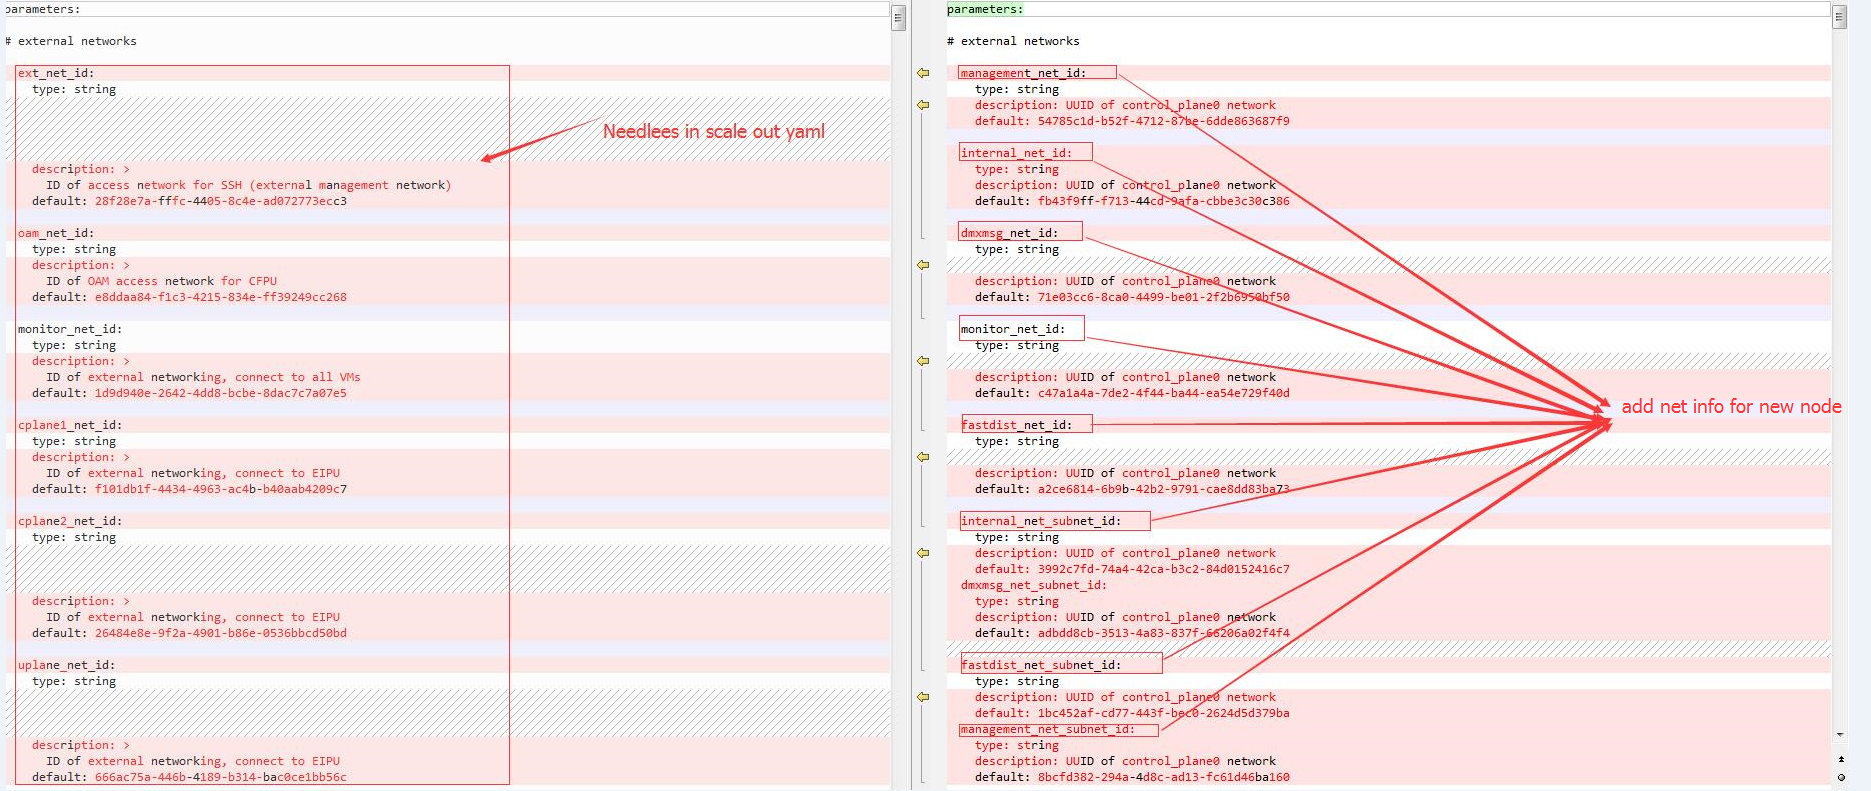 parameters:
# external networks
ext_net_id:
type: string
description: >
ID of access network for SSH (external management network)
default: 28f28e7a-fffc-4405-8c4e-ad072773ecc3
oam_net_id:
type: string
description: >
ID of OAM access network for CFPU
default: e8ddaa84-f1c3-4215-834e-ff39249cc268
monitor_net_id:
type: string
description: >
ID of external networking, connect to all VMs
default: 1d9d940e-2642-4dd8-bcbe-8dac7c7a07e5
cplane1_net_id:
type: string
description: >
ID of external networking, connect to EIPU
default: f101db1f-4434-4963-ac4b-b40aab4209c7
cplane2_net_id:
type: string
description: >
ID of external networking, connect to EIPU
default: 26484e8e-9f2a-4901-b86e-0536bbcd50bd
uplane_net_id:
type: string
description: >
ID of external networking, connect to EIPU
default: 666ac75a-446b-4189-b314-bac0ce1bb56c
Needlees in scale out yaml
parameters:
# external networks
management_net_id:
type: string
description: UUID of control_plane0 network
default: 54785c1d-b52f-4712-87be-6dde863687f9
internal_net_id:
type: string
description: UUID of control_plane0 network
default: fb43f9ff-f713-44cd-9afa-cbbe3c30c386
dmxmsg_net_id:
type: string
description: UUID of control_plane0 network
default: 71e03cc6-8ca0-4499-be01-2f2b6950bf50
monitor_net_id:
type: string
description: UUID of control_plane0 network
default: c47a1a4a-7de2-4f44-ba44-ea54e729f40d
fastdist_net_id:
type: string
description: UUID of control_plane0 network
default: a2ce6814-6b9b-42b2-9791-cae8dd83ba73
internal_net_subnet_id:
type: string
description: UUID of control_plane0 network
default: 3992c7fd-74a4-42ca-b3c2-84d0152416c7
dmxmsg_net_subnet_id:
type: string
description: UUID of control_plane0 network
default: adbdd8cb-3513-4a83-837f-66206a02f4f4
fastdist_net_subnet_id:
type: string
description: UUID of control_plane0 network
default: 1bc452af-cd77-443f-bec0-2624d5d379ba
management_net_subnet_id:
type: string
description: UUID of control_plane0 network
default: 8bcfd382-294a-4d8c-ad13-fc61d46ba160
add net info for new node